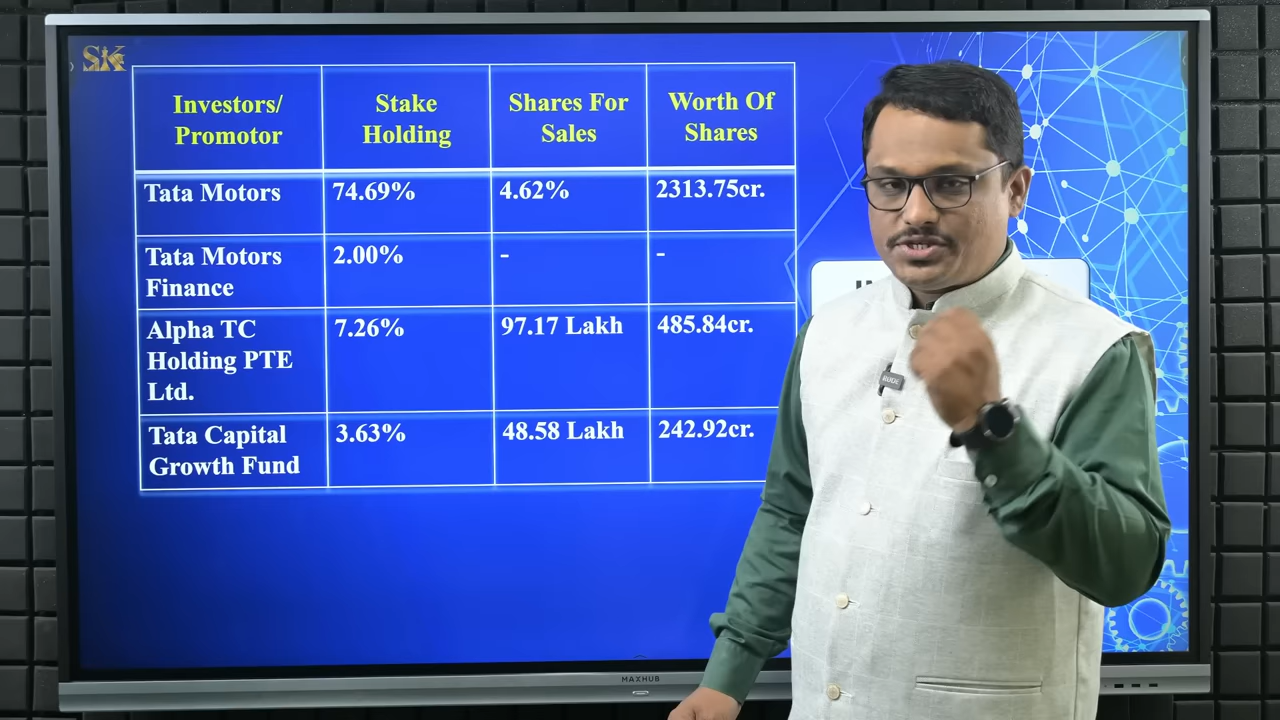 SK
Investors/ Stake Shares For Worth Of
Promotor Holding Sales Shares
Tata Motors 74.69% 4.62% 2313.75cr.
Tata Motors 2.00% - -
Finance
Alpha TC 7.26% 97.17 Lakh 485.84cr.
Holding PTE
Ltd.
Tata Capital 3.63% 48.58 Lakh 242.92cr.
Growth Fund
RODE
MAXHUB